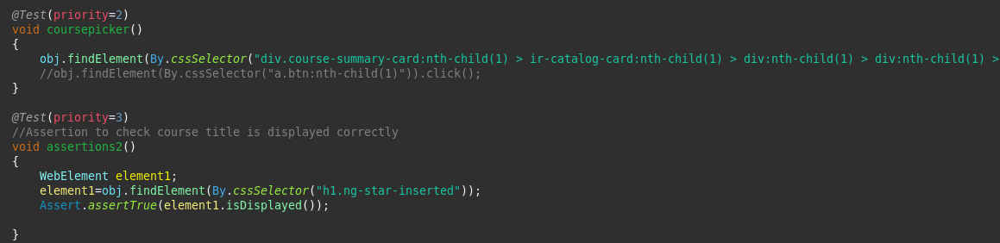 @Test(priority=2)
void coursepicker()
{
    obj.findElement(By.cssSelector("div.course-summary-card:nth-child(1) > ir-catalog-card:nth-child(1) > div:nth-child(1) > div:nth-child(1) >
    //obj.findElement(By.cssSelector("a.btn:nth-child(1)")).click();
}

@Test(priority=3)
//Assertion to check course title is displayed correctly
void assertions2()
{
    WebElement element1;
    element1=obj.findElement(By.cssSelector("h1.ng-star-inserted"));
    Assert.assertTrue(element1.isDisplayed());

}